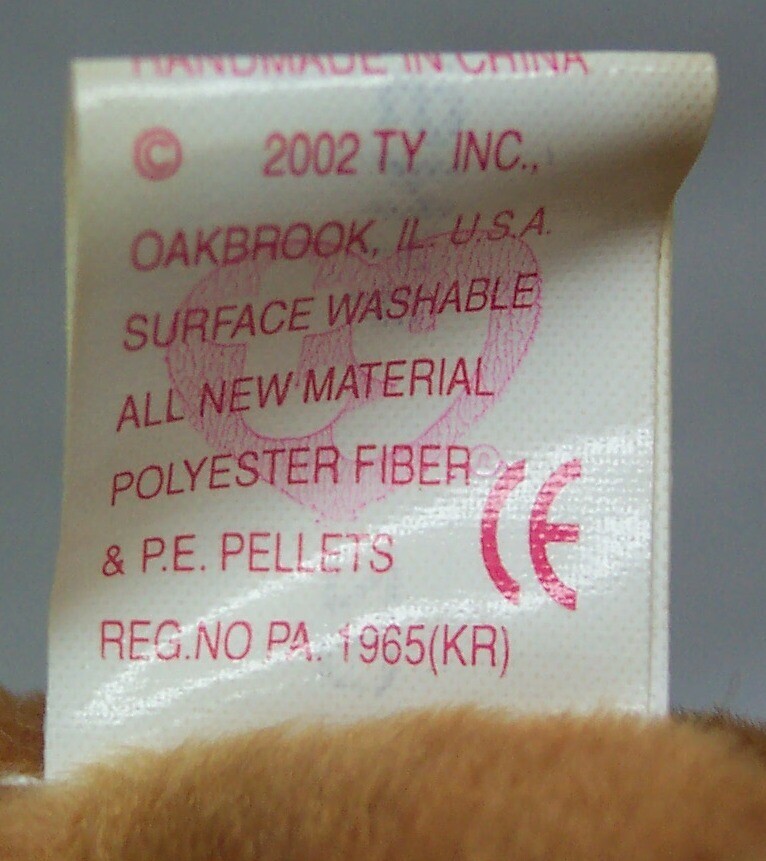 HANDMADE IN CHINA
© 2002 TY INC.,
OAKBROOK, IL. U.S.A.
SURFACE WASHABLE
ALL NEW MATERIAL
POLYESTER FIBER
& P.E. PELLETS
CE
REG.NO PA. 1965(KR)